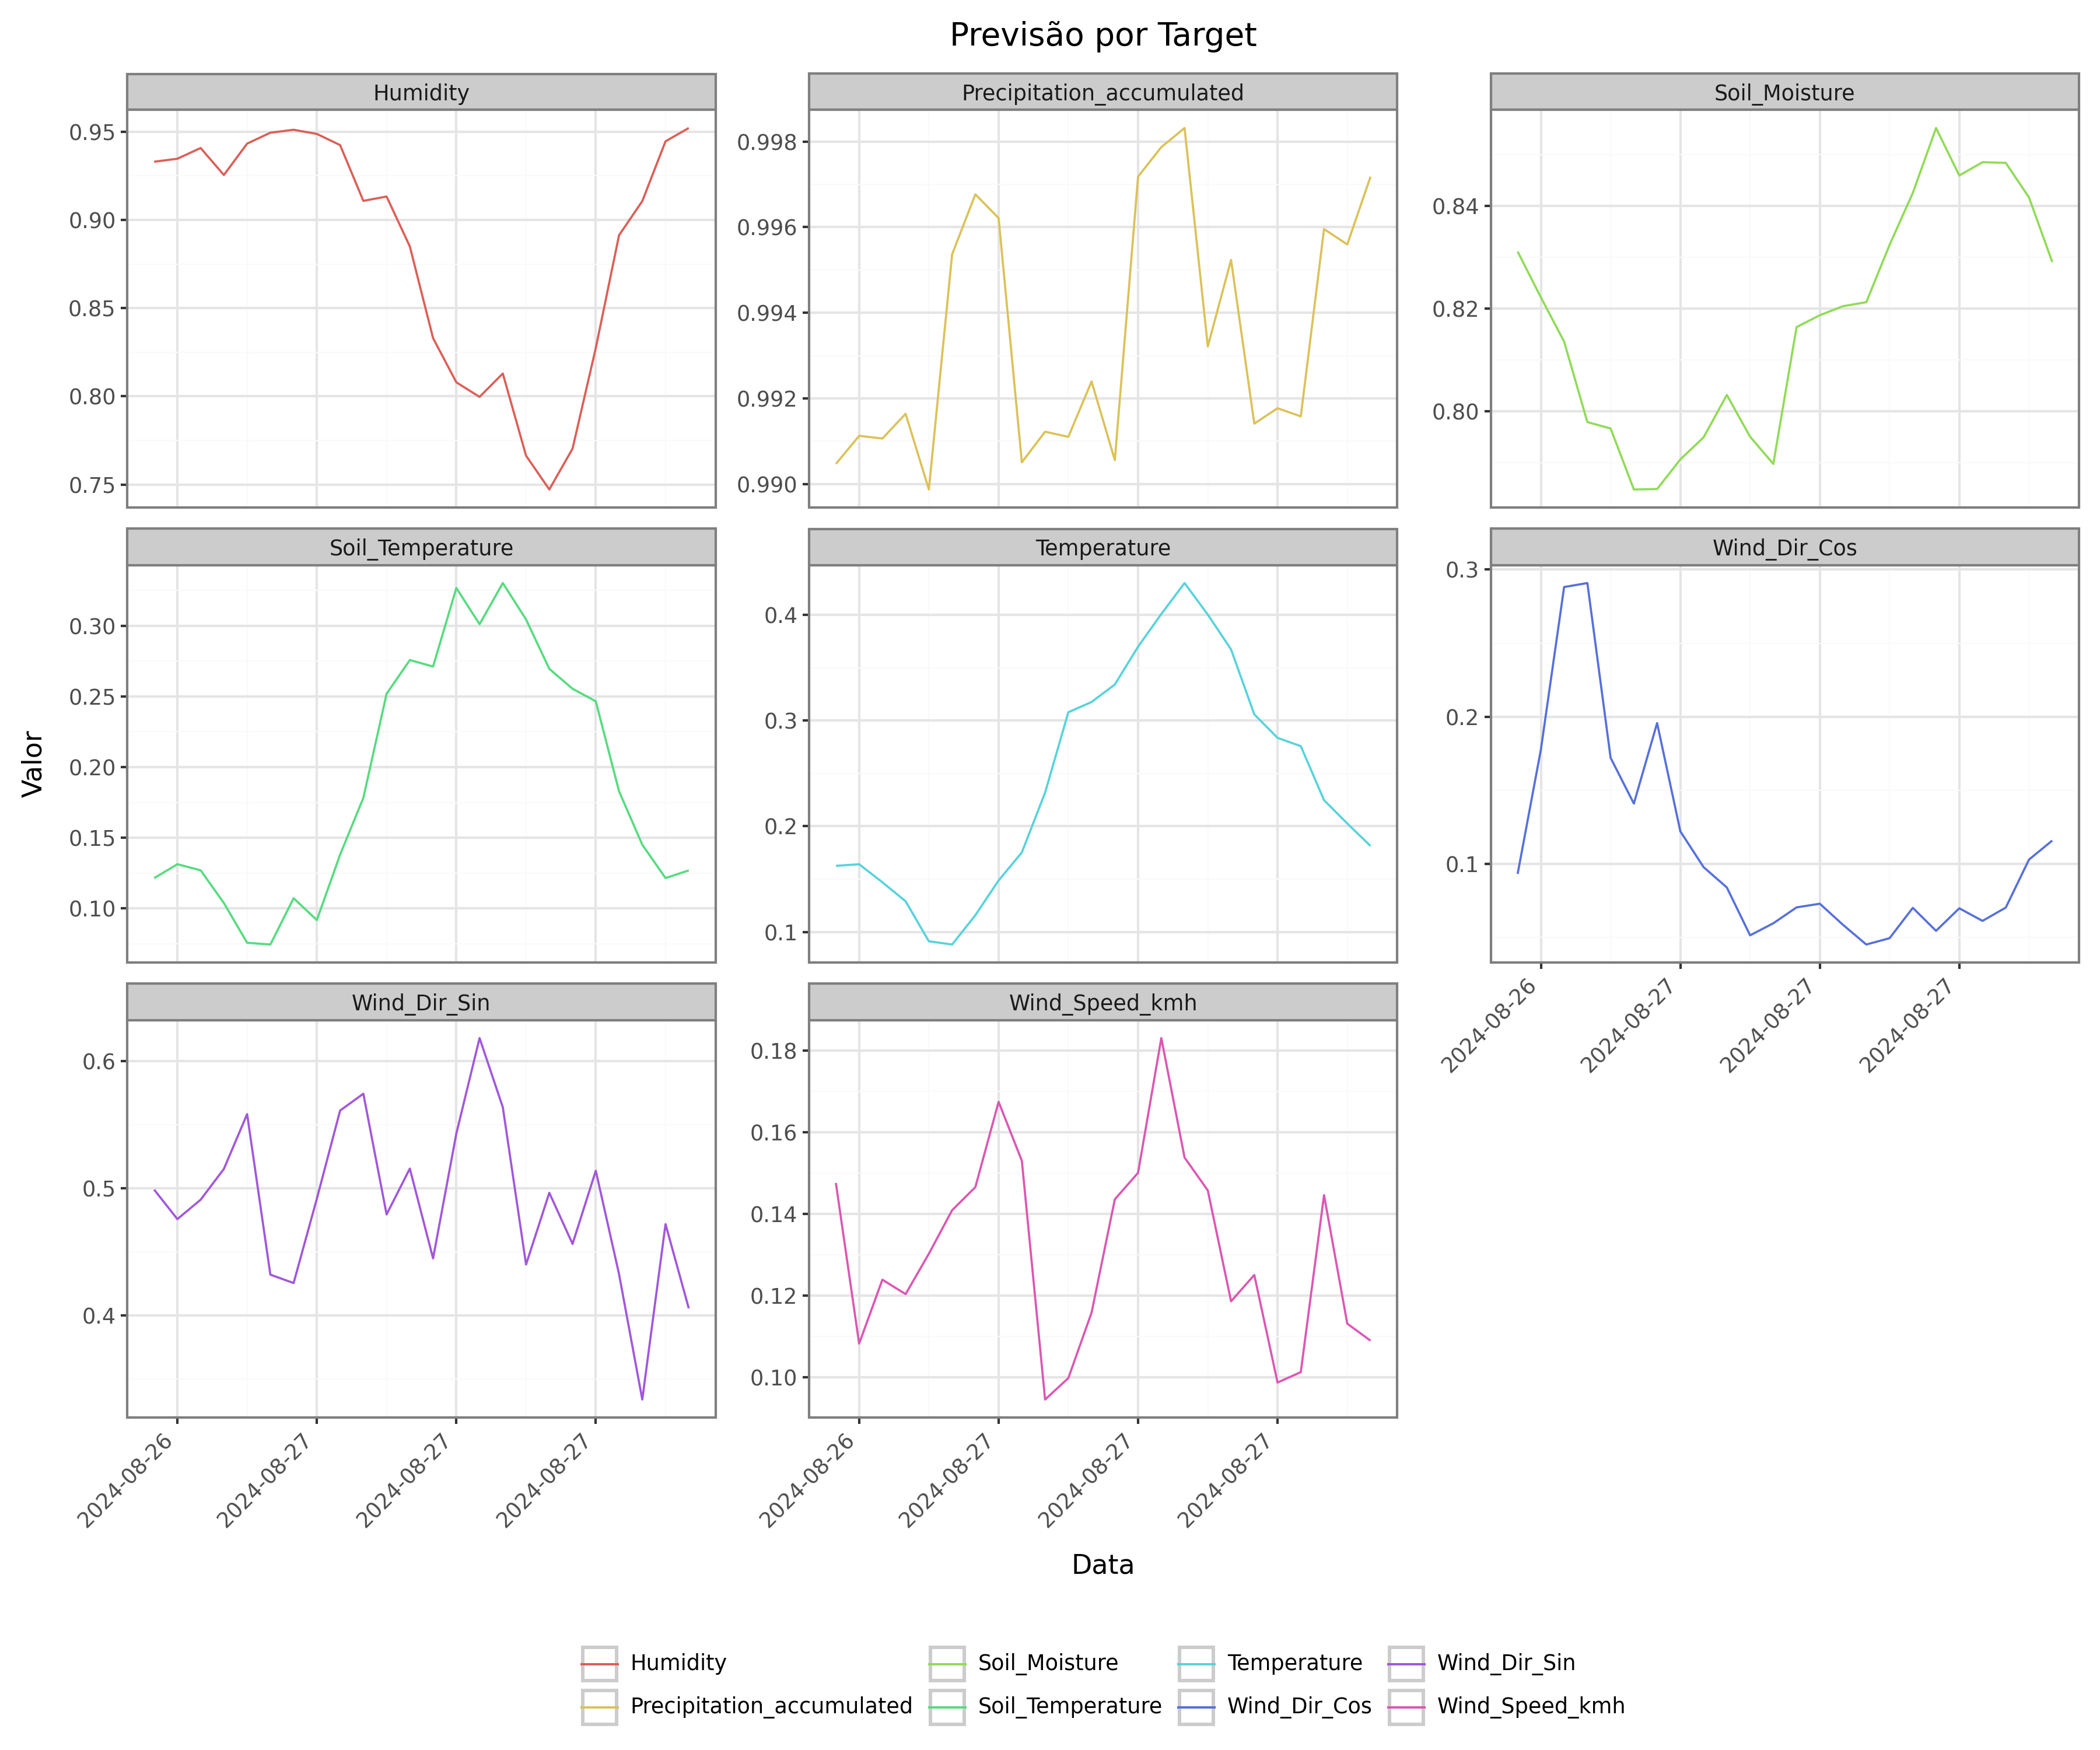 Previsão por Target
Humidity
0.95
0.90
0.85
0.80
0.75
Precipitation_accumulated
0.998
0.996
0.994
0.992
0.990
Soil_Moisture
0.84
0.82
0.80
Soil_Temperature
0.30
0.25
0.20
0.15
0.10
Temperature
0.4
0.3
0.2
0.1
Wind_Dir_Cos
0.3
0.2
0.1
2024-08-26
2024-08-27
2024-08-27
2024-08-27
Valor
Wind_Dir_Sin
0.6
0.5
0.4
2024-08-26
2024-08-27
2024-08-27
2024-08-27
Wind_Speed_kmh
0.18
0.16
0.14
0.12
0.10
2024-08-26
2024-08-27
2024-08-27
2024-08-27
Data
Humidity
Precipitation_accumulated
Soil_Moisture
Soil_Temperature
Temperature
Wind_Dir_Cos
Wind_Dir_Sin
Wind_Speed_kmh